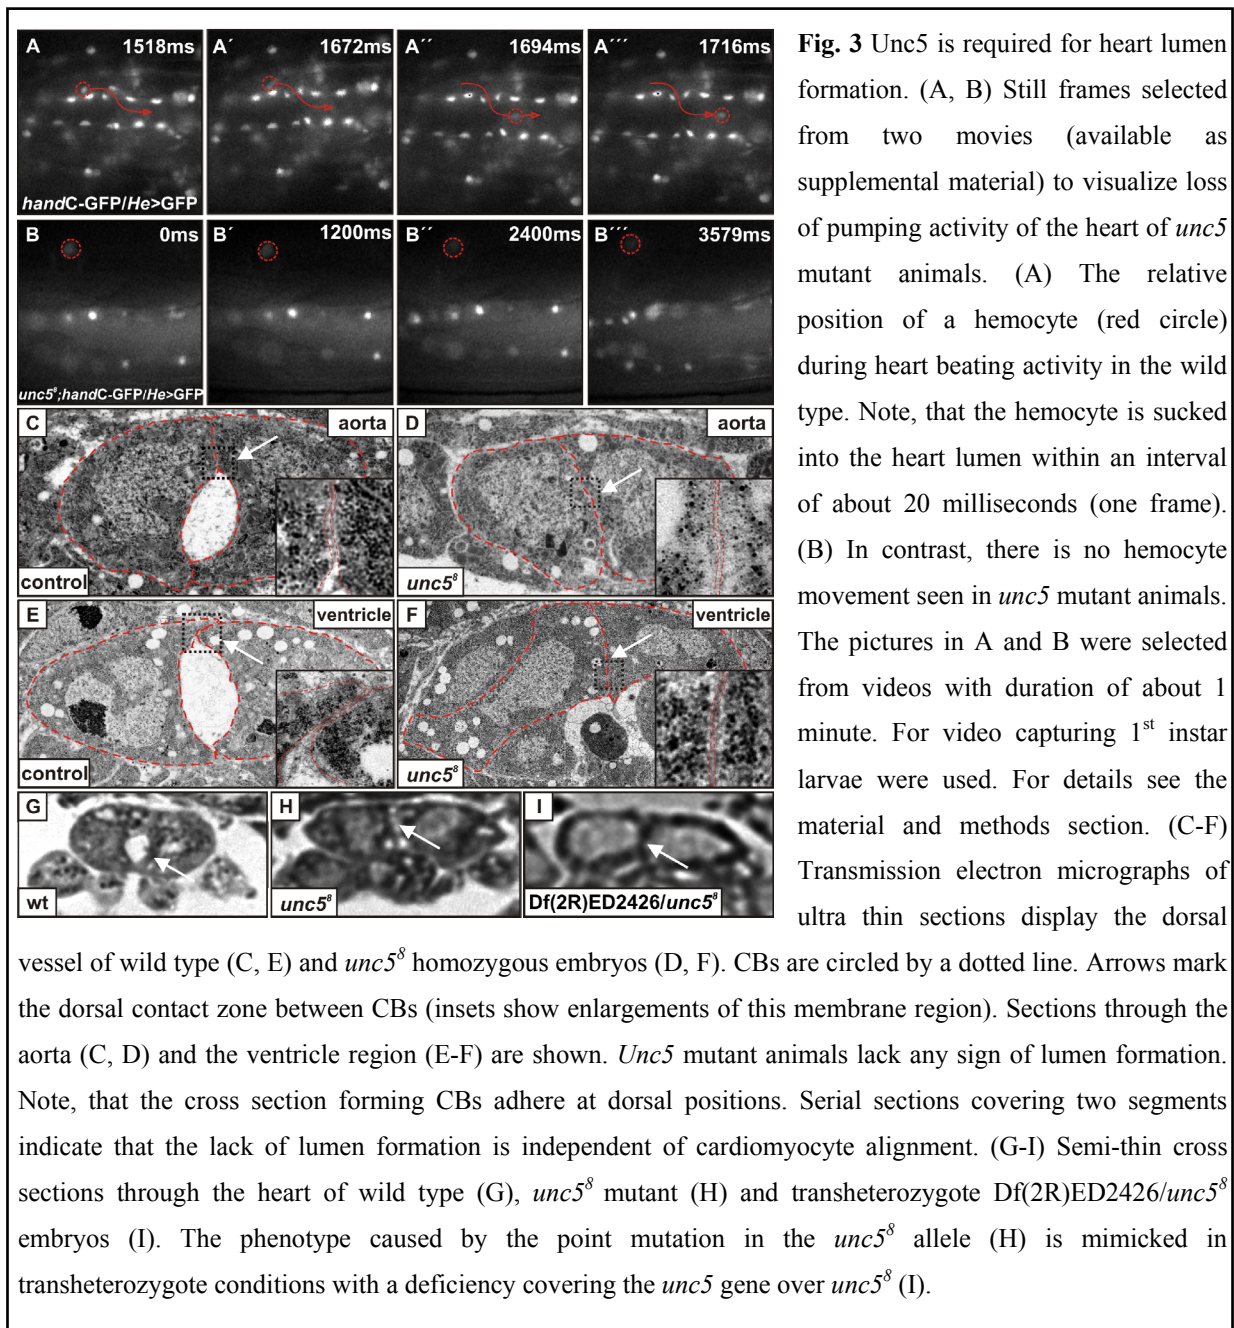 A 1518ms
A´ 1672ms
A´´ 1694ms
A´´´ 1716ms
handC-GFP/He>GFP
B 0ms
B´ 1200ms
B´´ 2400ms
B´´´ 3579ms
unc5⁸;handC-GFP/He>GFP
C aorta
control
D aorta
unc5⁸
E ventricle
control
F ventricle
unc5⁸
G
wt
H
unc5⁸
I
Df(2R)ED2426/unc5⁸
Fig. 3 Unc5 is required for heart lumen
formation. (A, B) Still frames selected
from two movies (available as
supplemental material) to visualize loss
of pumping activity of the heart of unc5
mutant animals. (A) The relative
position of a hemocyte (red circle)
during heart beating activity in the wild
type. Note, that the hemocyte is sucked
into the heart lumen within an interval
of about 20 milliseconds (one frame).
(B) In contrast, there is no hemocyte
movement seen in unc5 mutant animals.
The pictures in A and B were selected
from videos with duration of about 1
minute. For video capturing 1st instar
larvae were used. For details see the
material and methods section. (C-F)
Transmission electron micrographs of
ultra thin sections display the dorsal
vessel of wild type (C, E) and unc5⁸ homozygous embryos (D, F). CBs are circled by a dotted line. Arrows mark
the dorsal contact zone between CBs (insets show enlargements of this membrane region). Sections through the
aorta (C, D) and the ventricle region (E-F) are shown. Unc5 mutant animals lack any sign of lumen formation.
Note, that the cross section forming CBs adhere at dorsal positions. Serial sections covering two segments
indicate that the lack of lumen formation is independent of cardiomyocyte alignment. (G-I) Semi-thin cross
sections through the heart of wild type (G), unc5⁸ mutant (H) and transheterozygote Df(2R)ED2426/unc5⁸
embryos (I). The phenotype caused by the point mutation in the unc5⁸ allele (H) is mimicked in
transheterozygote conditions with a deficiency covering the unc5 gene over unc5⁸ (I).